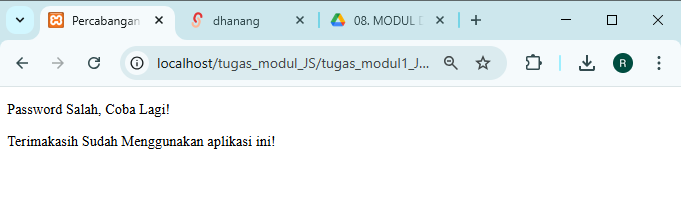 Percabangan
dhanang
08. MODUL D
localhost/tugas_modul_JS/tugas_modul1_J...
R
Password Salah, Coba Lagi!
Terimakasih Sudah Menggunakan aplikasi ini!